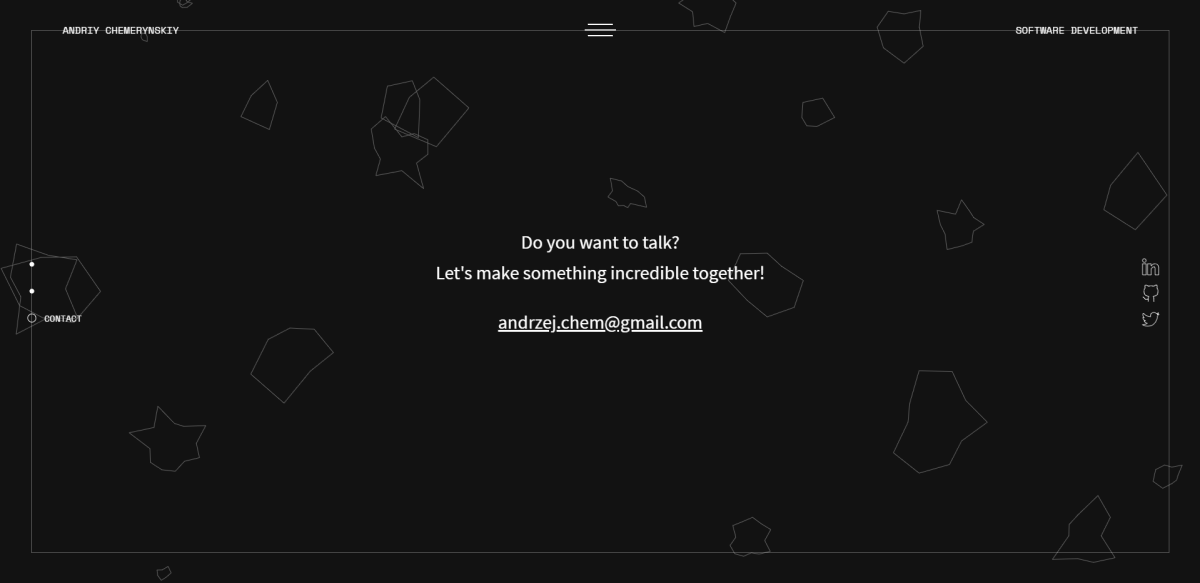 ANDRIY CHEMERYNSKIY
SOFTWARE DEVELOPMENT
Do you want to talk?
Let's make something incredible together!
andrzej.chem@gmail.com
CONTACT
in